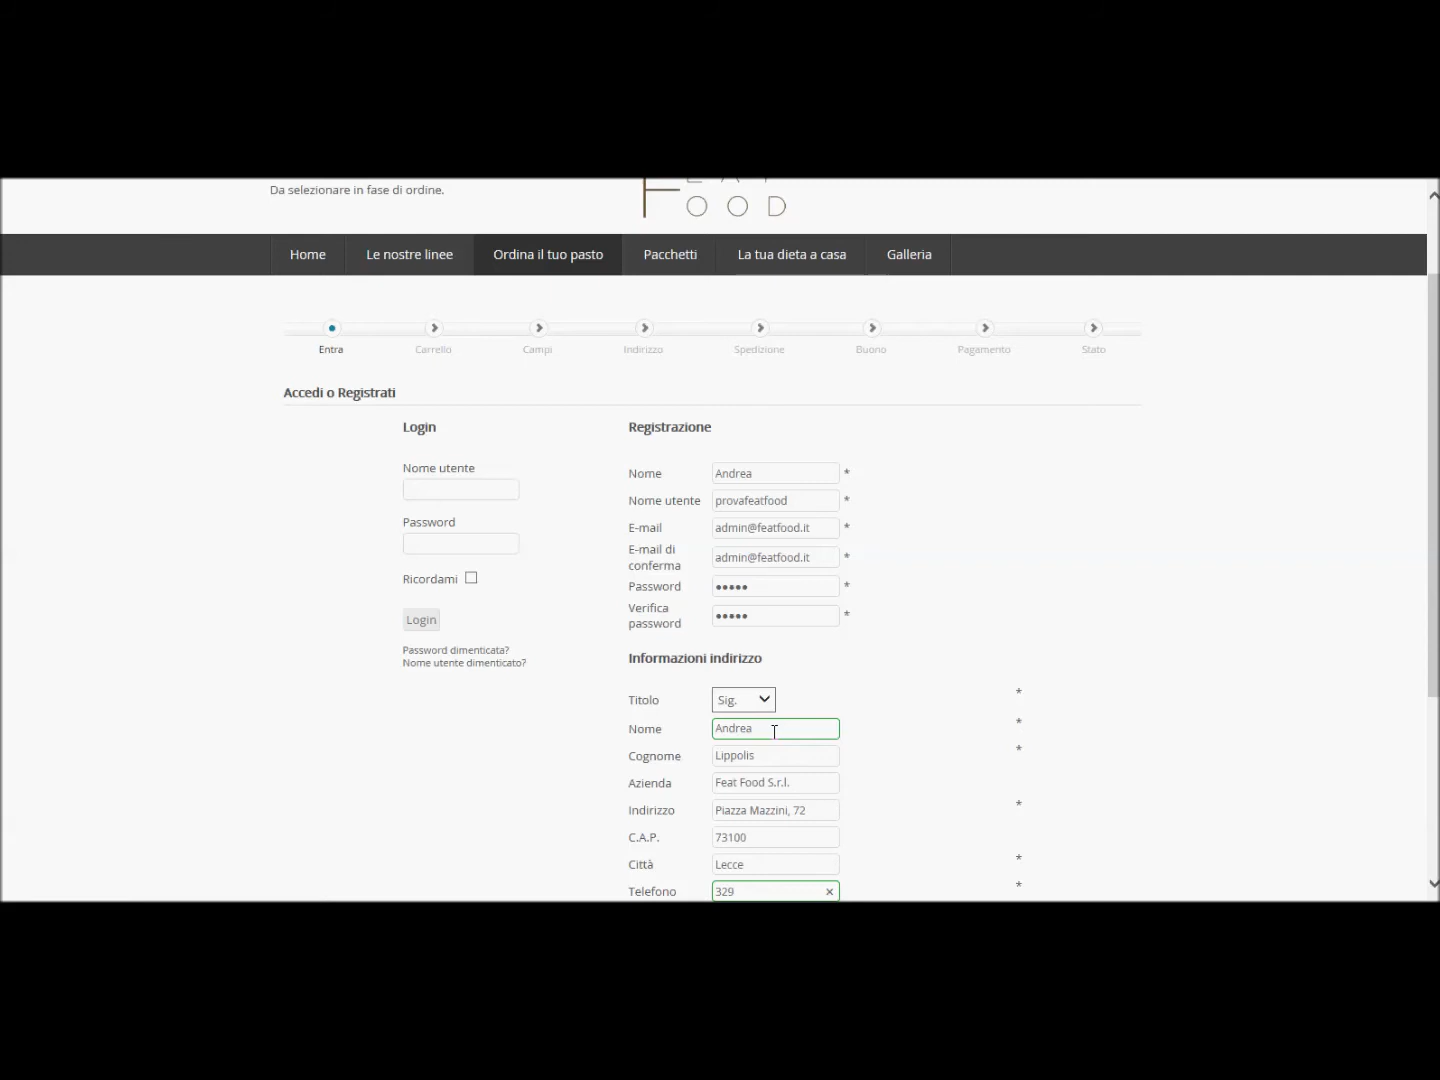 Da selezionare in fase di ordine.
OOD
Home Le nostre linee Ordina il tuo pasto Pacchetti La tua dieta a casa Galleria
Entra Carrello Campi Indirizzo Spedizione Buono Pagamento Stato
Accedi o Registrati
Login
Nome utente
Password
Ricordami
Login
Password dimenticata?
Nome utente dimenticato?
Registrazione
Nome Andrea *
Nome utente provafeatfood *
E-mail admin@featfood.it *
E-mail di
conferma admin@featfood.it *
Password ••••• *
Verifica
password ••••• *
Informazioni indirizzo
Titolo Sig. *
Nome Andrea *
Cognome Lippolis *
Azienda Feat Food S.r.l.
Indirizzo Piazza Mazzini, 72 *
C.A.P. 73100
Città Lecce *
Telefono 329 *